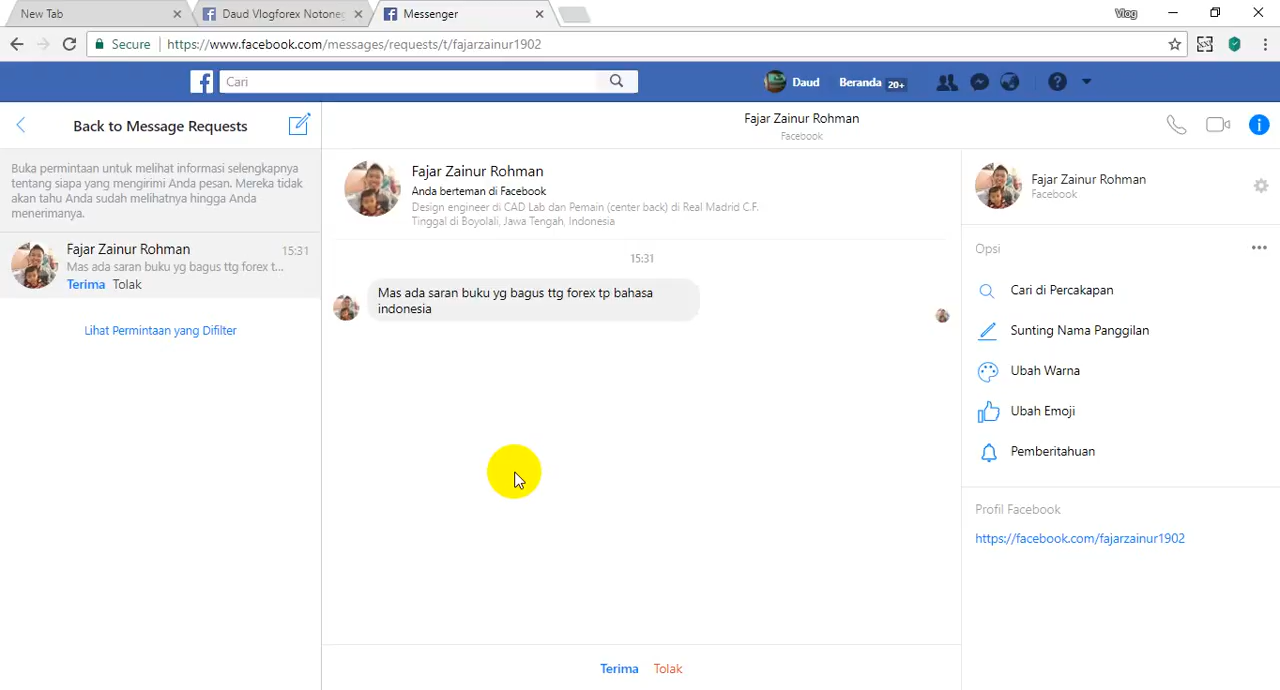 New Tab
Daud Vlogforex Notoneg
Messenger
Vlog
Secure
https://www.facebook.com/messages/requests/t/fajarzainur1902
f
Cari
Daud
Beranda 20+
Back to Message Requests
Buka permintaan untuk melihat informasi selengkapnya
tentang siapa yang mengirimi Anda pesan. Mereka tidak
akan tahu Anda sudah melihatnya hingga Anda
menerimanya.
Fajar Zainur Rohman 15:31
Mas ada saran buku yg bagus ttg forex t...
Terima Tolak
Lihat Permintaan yang Difilter
Fajar Zainur Rohman
Facebook
Fajar Zainur Rohman
Anda berteman di Facebook
Design engineer di CAD Lab dan Pemain (center back) di Real Madrid C.F.
Tinggal di Boyolali, Jawa Tengah, Indonesia
15:31
Mas ada saran buku yg bagus ttg forex tp bahasa
indonesia
Terima Tolak
Fajar Zainur Rohman
Facebook
Opsi
Cari di Percakapan
Sunting Nama Panggilan
Ubah Warna
Ubah Emoji
Pemberitahuan
Profil Facebook
https://facebook.com/fajarzainur1902